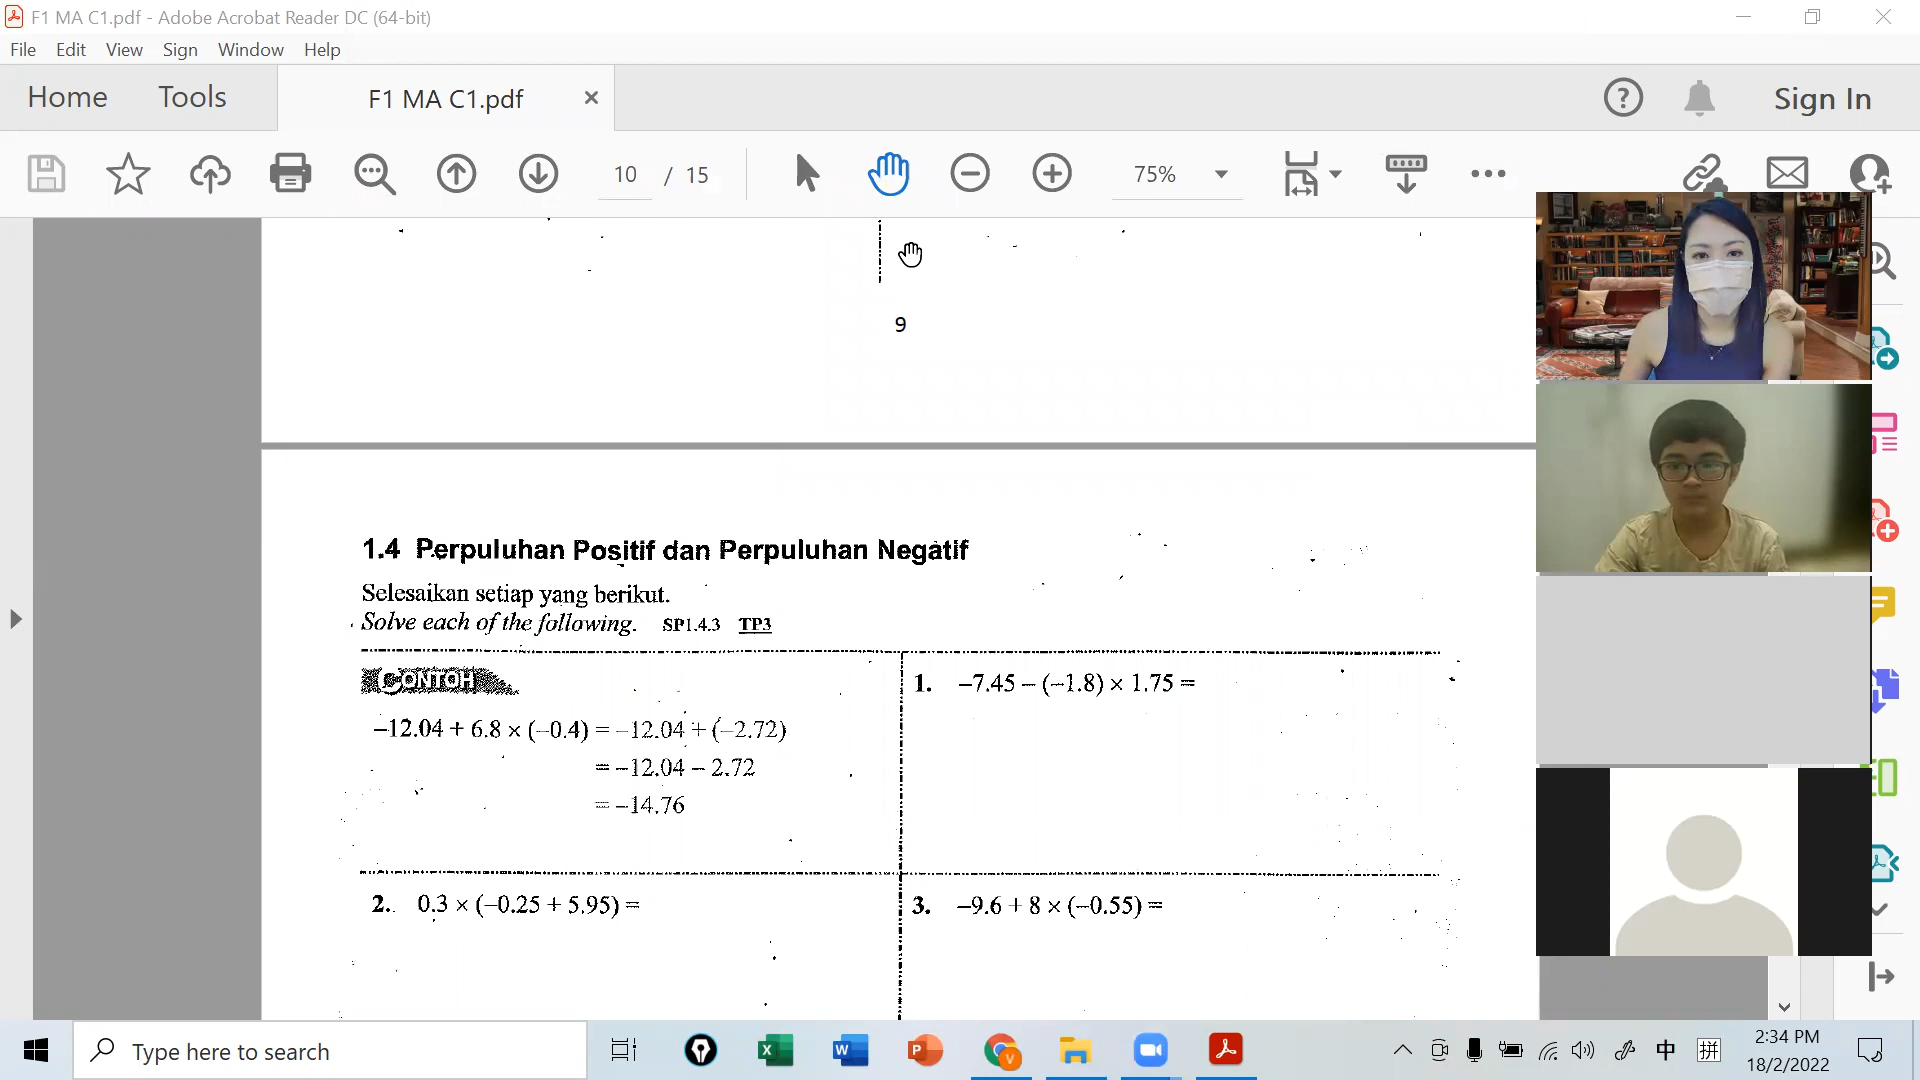 F1 MA C1.pdf - Adobe Acrobat Reader DC (64-bit)
File Edit View Sign Window Help
Home Tools F1 MA C1.pdf × Sign In
10 / 15 75%
9
1.4 Perpuluhan Positif dan Perpuluhan Negatif
Selesaikan setiap yang berikut.
Solve each of the following. SP1.4.3 TP3
CONTOH
–12.04 + 6.8 × (–0.4) = –12.04 + (–2.72)
= –12.04 – 2.72
= –14.76
1. –7.45 – (–1.8) × 1.75 =
2. 0.3 × (–0.25 + 5.95) =
3. –9.6 + 8 × (–0.55) =
Type here to search
中 拼
2:34 PM
18/2/2022